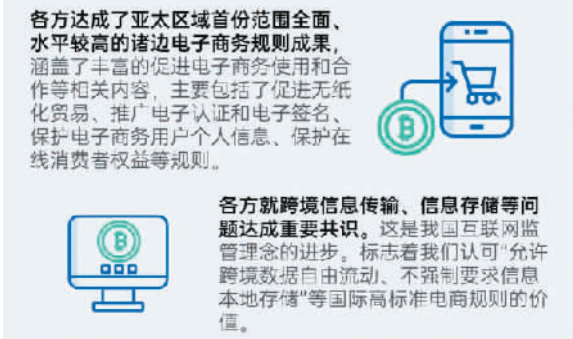 各方达成了亚太区域首份范围全面、
水平较高的诸边电子商务规则成果，
涵盖了丰富的促进电子商务使用和合
作等相关内容，主要包括了促进无纸
化贸易、推广电子认证和电子签名、
保护电子商务用户个人信息、保护在
线消费者权益等规则。
各方就跨境信息传输、信息存储等问
题达成重要共识。这是我国互联网监
管理念的进步。标志着我们认可“允许
跨境数据自由流动、不强制要求信息
本地存储”等国际高标准电商规则的价
值。